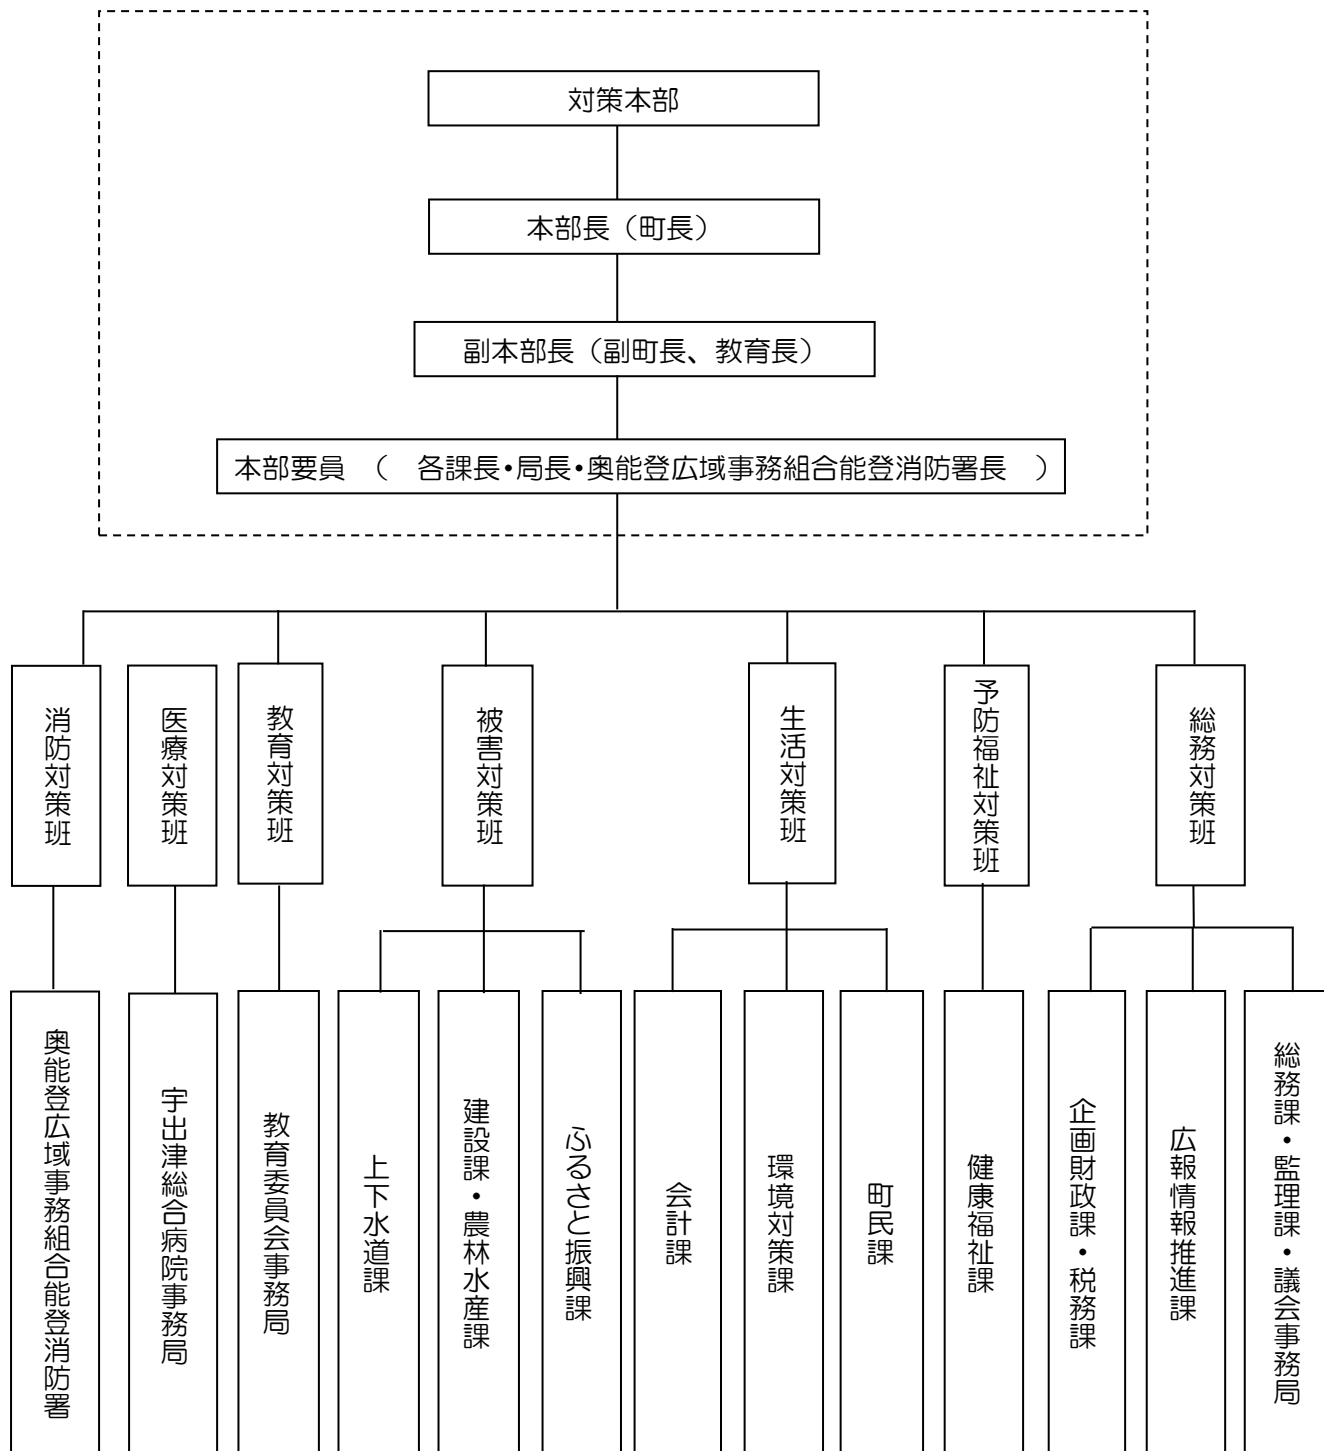 対策本部
本部長（町長）
副本部長（副町長、教育長）
本部要員　（　各課長・局長・奥能登広域事務組合能登消防署長　）
消防対策班
医療対策班
教育対策班
被害対策班
生活対策班
予防福祉対策班
総務対策班
奥能登広域事務組合能登消防署
宇出津総合病院事務局
教育委員会事務局
上下水道課
建設課・農林水産課
ふるさと振興課
会計課
環境対策課
町民課
健康福祉課
企画財政課・税務課
広報情報推進課
総務課・監理課・議会事務局